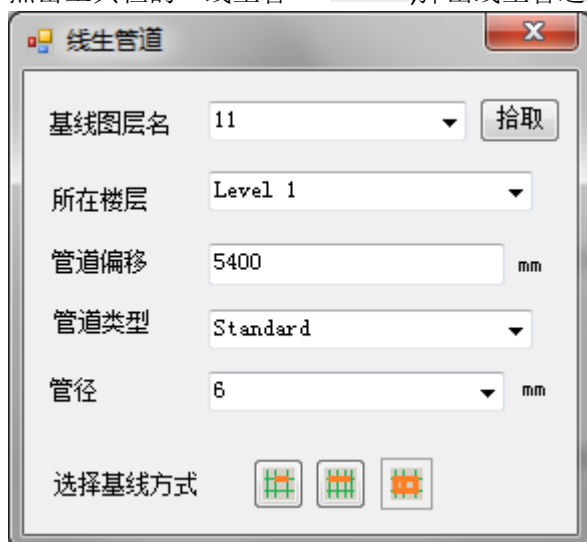 线生管道
基线图层名 11 拾取
所在楼层 Level 1
管道偏移 5400 mm
管道类型 Standard
管径 6 mm
选择基线方式